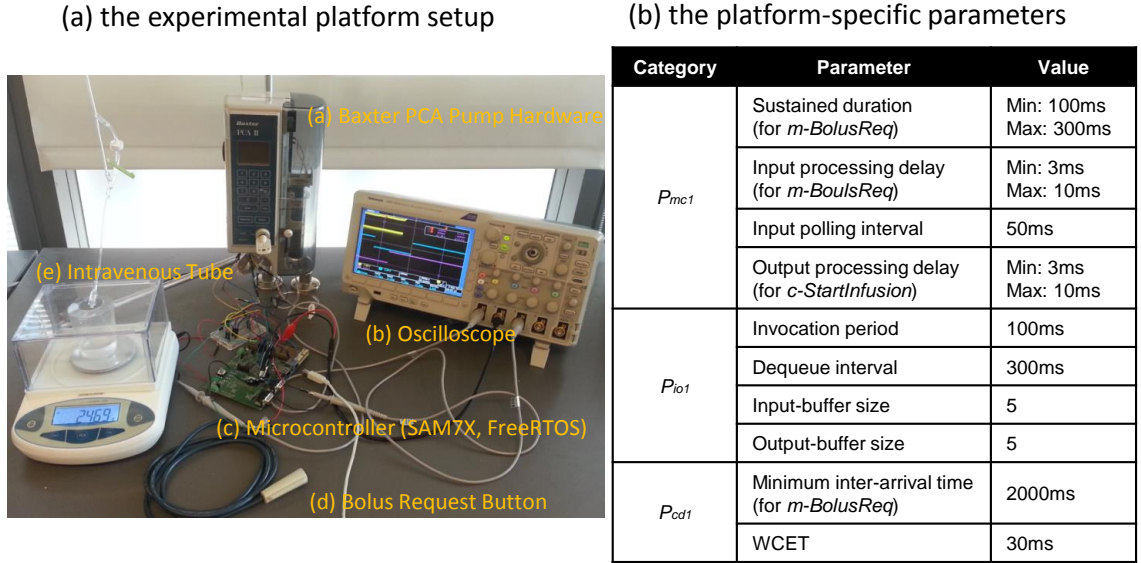 (a) the experimental platform setup
(a) Baxter PCA Pump Hardware
Baxter
PCA II
(e) Intravenous Tube
(b) Oscilloscope
(c) Microcontroller (SAM7X, FreeRTOS)
(d) Bolus Request Button
(b) the platform-specific parameters
Category Parameter Value
Pmc1
Sustained duration Min: 100ms
(for m-BolusReq) Max: 300ms
Input processing delay Min: 3ms
(for m-BoulsReq) Max: 10ms
Input polling interval 50ms
Output processing delay Min: 3ms
(for c-StartInfusion) Max: 10ms
Pio1
Invocation period 100ms
Dequeue interval 300ms
Input-buffer size 5
Output-buffer size 5
Pcd1
Minimum inter-arrival time 2000ms
(for m-BolusReq)
WCET 30ms